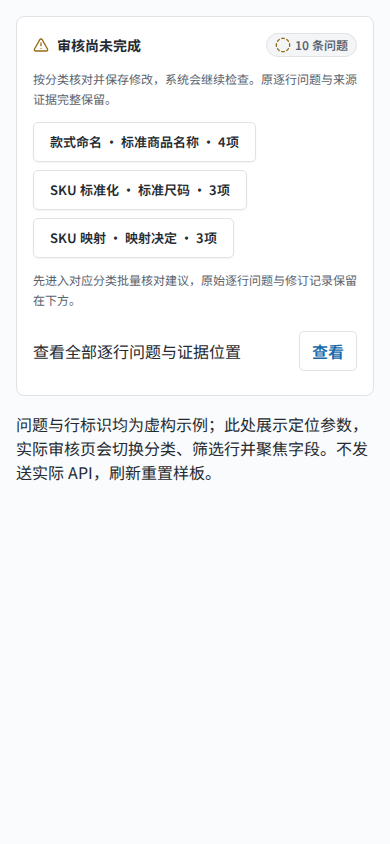 审核尚未完成
10 条问题
按分类核对并保存修改，系统会继续检查。原逐行问题与来源
证据完整保留。
款式命名 · 标准商品名称 · 4项
SKU 标准化 · 标准尺码 · 3项
SKU 映射 · 映射决定 · 3项
先进入对应分类批量核对建议，原始逐行问题与修订记录保留
在下方。
查看全部逐行问题与证据位置
查看
问题与行标识均为虚构示例；此处展示定位参数，
实际审核页会切换分类、筛选行并聚焦字段。不发
送实际 API，刷新重置样板。